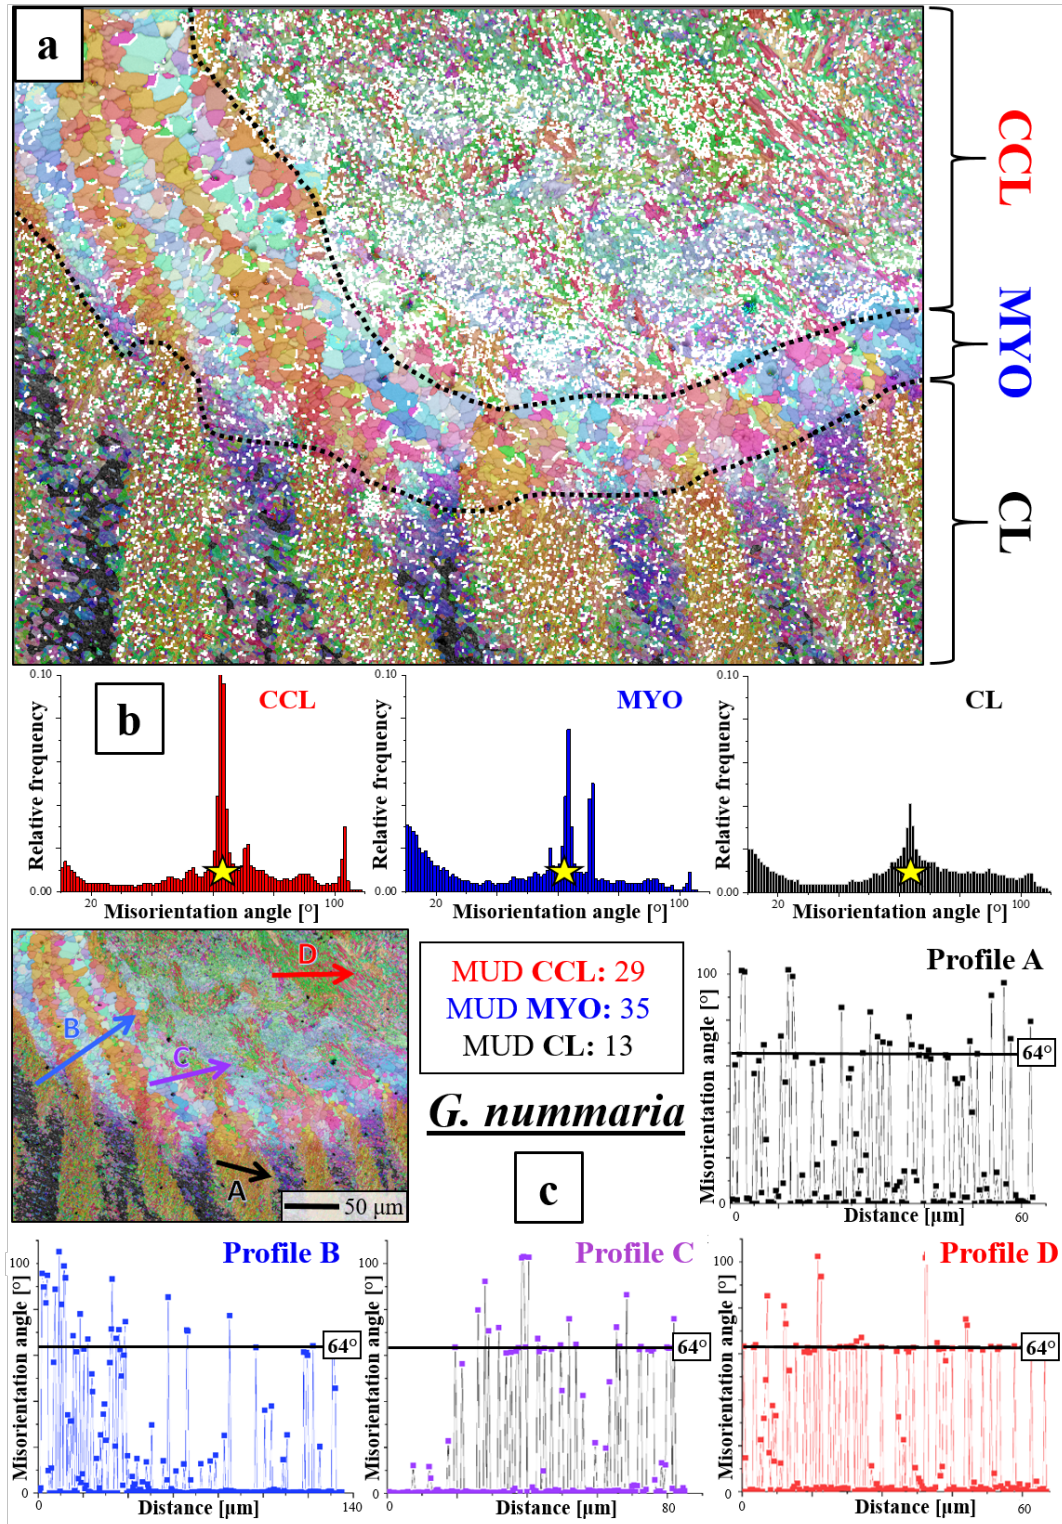 a
CCL
MYO
CL
b
0.10
Relative frequency
0.00
CCL
20
100
Misorientation angle [°]
0.10
Relative frequency
0.00
MYO
20
100
Misorientation angle [°]
0.10
Relative frequency
0.00
CL
20
100
Misorientation angle [°]
D
B
C
A
50 µm
MUD CCL: 29
MUD MYO: 35
MUD CL: 13
G. nummaria
c
Profile A
100
Misorientation angle [°]
64°
0
0
60
Distance [µm]
Profile B
100
Misorientation angle [°]
64°
0
0
140
Distance [µm]
Profile C
64°
0
80
Distance [µm]
Profile D
100
Misorientation angle [°]
64°
0
0
60
Distance [µm]